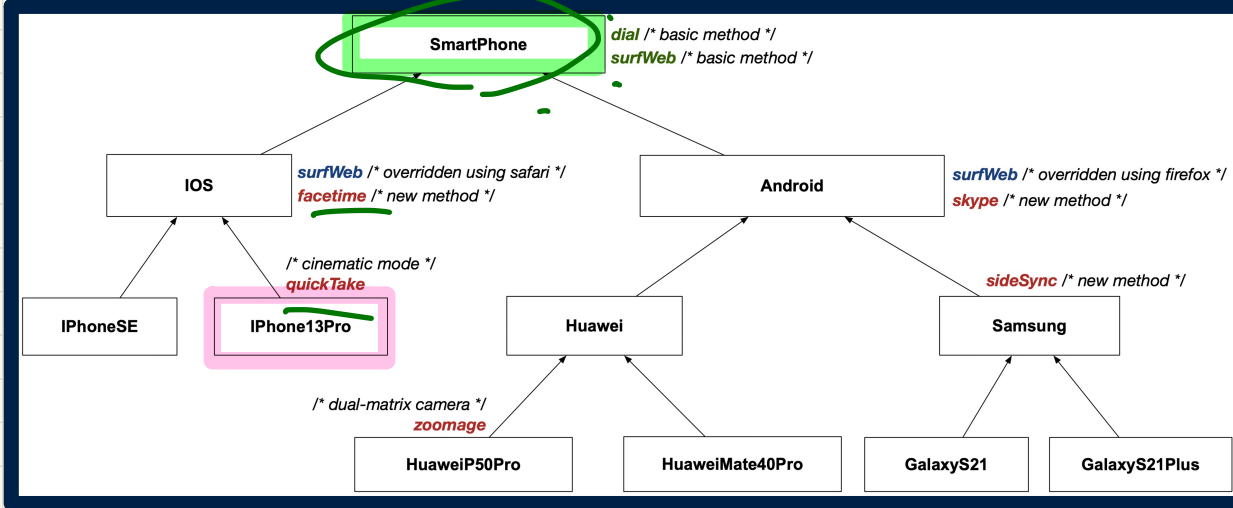 SmartPhone
dial /* basic method */
surfWeb /* basic method */
IOS
surfWeb /* overridden using safari */
facetime /* new method */
Android
surfWeb /* overridden using firefox */
skype /* new method */
/* cinematic mode */
quickTake
sideSync /* new method */
IPhoneSE
IPhone13Pro
Huawei
Samsung
/* dual-matrix camera */
zoomage
HuaweiP50Pro
HuaweiMate40Pro
GalaxyS21
GalaxyS21Plus